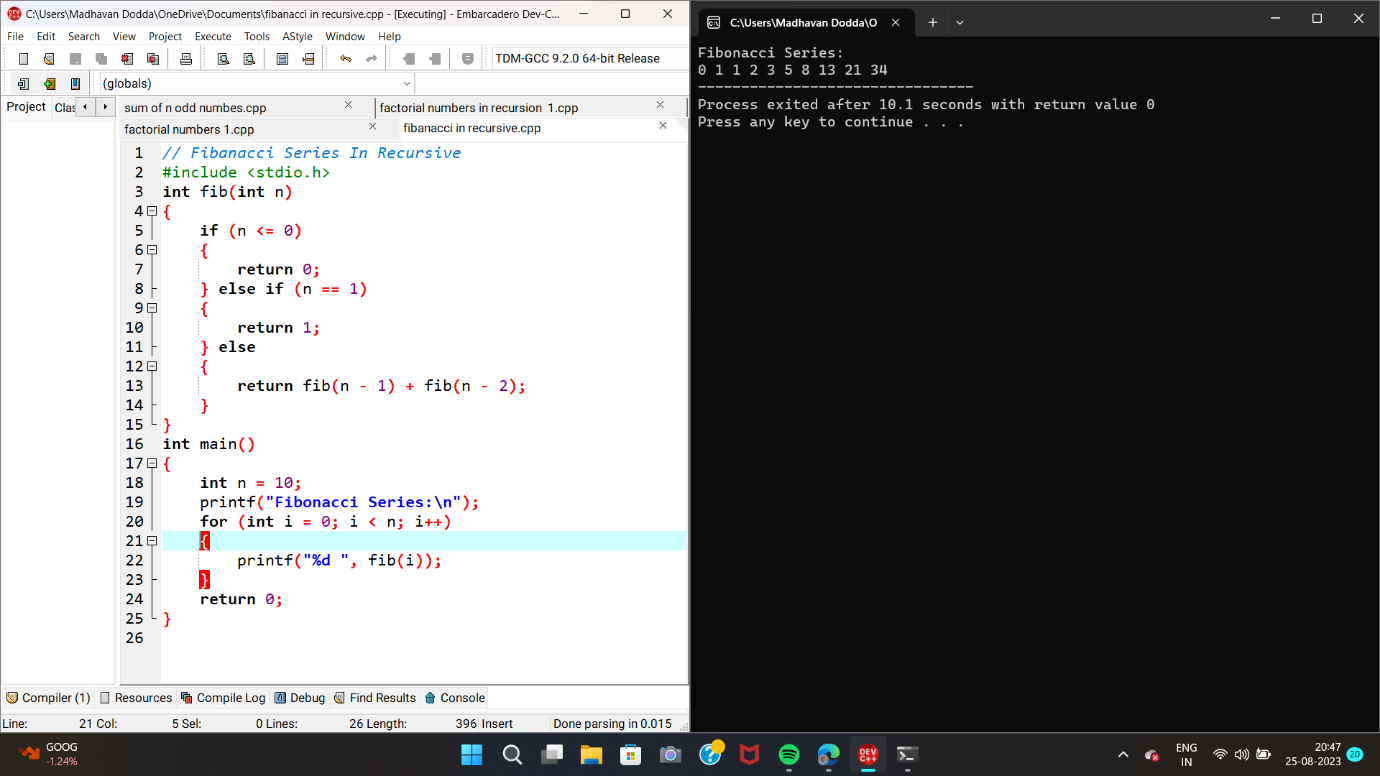 C:\Users\Madhavan Dodda\OneDrive\Documents\fibanacci in recursive.cpp - [Executing] - Embarcadero Dev-C...
File Edit Search View Project Execute Tools AStyle Window Help
TDM-GCC 9.2.0 64-bit Release
(globals)
Project Clas
sum of n odd numbes.cpp
factorial numbers in recursion 1.cpp
factorial numbers 1.cpp
fibanacci in recursive.cpp
1 // Fibanacci Series In Recursive
2 #include <stdio.h>
3 int fib(int n)
4 {
5 if (n <= 0)
6 {
7 return 0;
8 } else if (n == 1)
9 {
10 return 1;
11 } else
12 {
13 return fib(n - 1) + fib(n - 2);
14 }
15 }
16 int main()
17 {
18 int n = 10;
19 printf("Fibonacci Series:\n");
20 for (int i = 0; i < n; i++)
21 {
22 printf("%d ", fib(i));
23 }
24 return 0;
25 }
26
Compiler (1) Resources Compile Log Debug Find Results Console
Line: 21 Col: 5 Sel: 0 Lines: 26 Length: 396 Insert Done parsing in 0.015
C:\Users\Madhavan Dodda\O
Fibonacci Series:
0 1 1 2 3 5 8 13 21 34
--------------------------------
Process exited after 10.1 seconds with return value 0
Press any key to continue . . .
GOOG
-1.24%
DEV
C++
ENG
IN
20:47
25-08-2023
20